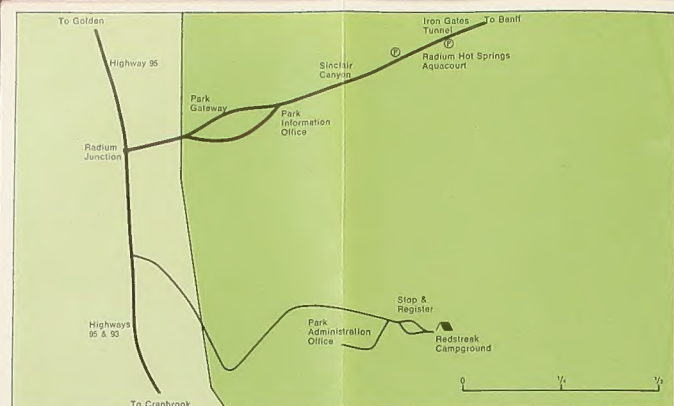 To Golden
Iron Gates
Tunnel
To Banff
Highway 95
P
P
Radium Hot Springs
Aquacourt
Sinclair
Canyon
Park
Gateway
Park
Information
Office
Radium
Junction
Stop &
Register
Highways
95 & 93
Park
Administration
Office
Redstreak
Campground
0
1/4
1/2
To Cranbrook